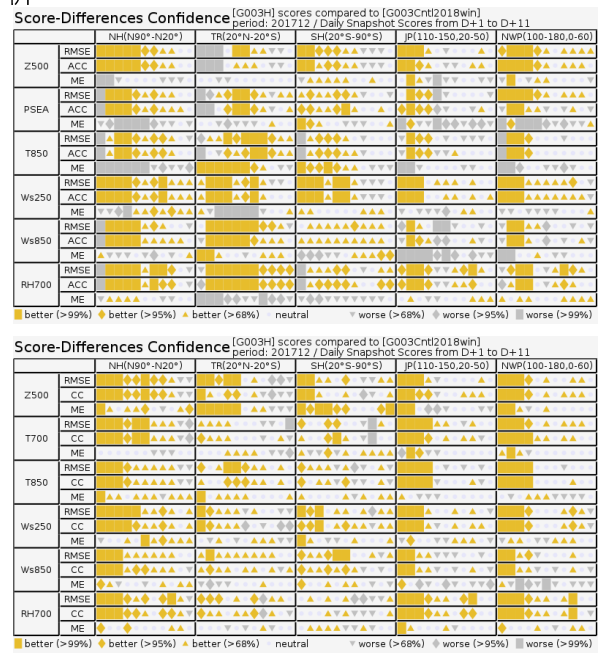 Score-Differences Confidence [G003H] scores compared to [G003Cntl2018win]
period: 201712 / Daily Snapshot Scores from D+1 to D+11
NH(N90°-N20°) TR(20°N-20°S) SH(20°S-90°S) JP(110-150,20-50) NWP(100-180,0-60)
Z500 RMSE
ACC
ME
PSEA RMSE
ACC
ME
T850 RMSE
ACC
ME
Ws250 RMSE
ACC
ME
Ws850 RMSE
ACC
ME
RH700 RMSE
ACC
ME
better (>99%) better (>95%) better (>68%) neutral worse (>68%) worse (>95%) worse (>99%)
Score-Differences Confidence [G003H] scores compared to [G003Cntl2018win]
period: 201712 / Daily Snapshot Scores from D+1 to D+11
NH(N90°-N20°) TR(20°N-20°S) SH(20°S-90°S) JP(110-150,20-50) NWP(100-180,0-60)
Z500 RMSE
CC
ME
T700 RMSE
CC
ME
T850 RMSE
CC
ME
Ws250 RMSE
CC
ME
Ws850 RMSE
CC
ME
RH700 RMSE
CC
ME
better (>99%) better (>95%) better (>68%) neutral worse (>68%) worse (>95%) worse (>99%)